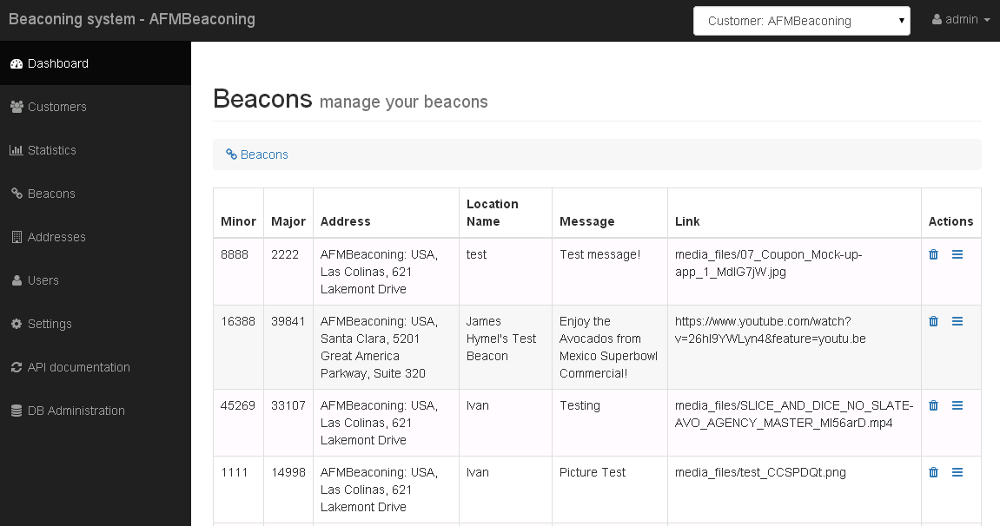 Beaconing system - AFMBeaconing
Customer: AFMBeaconing
admin
Dashboard
Customers
Statistics
Beacons
Addresses
Users
Settings
API documentation
DB Administration
Beacons manage your beacons
Beacons
Minor Major Address Location Name Message Link Actions
8888 2222 AFMBeaconing: USA, test Test message! media_files/07_Coupon_Mock-up-
Las Colinas, 621 app_1_MdlG7jW.jpg
Lakemont Drive
16388 39841 AFMBeaconing: USA, James Enjoy the https://www.youtube.com/watch?
Santa Clara, 5201 Hymel's Test Avocados from v=26hI9YWLyn4&feature=youtu.be
Great America Beacon Mexico Superbowl
Parkway, Suite 320 Commercial!
45269 33107 AFMBeaconing: USA, Ivan Testing media_files/SLICE_AND_DICE_NO_SLATE-
Las Colinas, 621 AVO_AGENCY_MASTER_MI56arD.mp4
Lakemont Drive
1111 14998 AFMBeaconing: USA, Ivan Picture Test media_files/test_CCSPDQt.png
Las Colinas, 621
Lakemont Drive